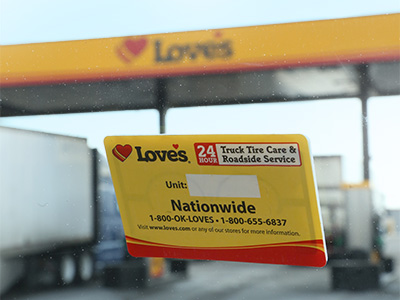 Love's
Love's
24
HOUR
Truck Tire Care &
Roadside Service
Unit:
Nationwide
1-800-OK-LOVES • 1-800-655-6837
Visit www.loves.com or any of our stores for more information.